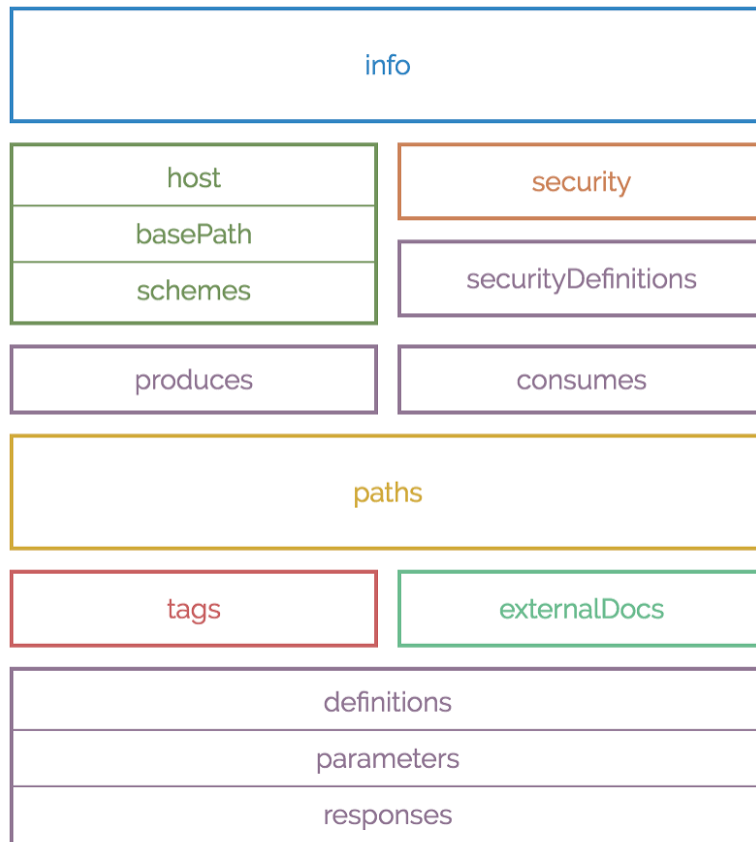 info
host
basePath
schemes
security
securityDefinitions
produces
consumes
paths
tags
externalDocs
definitions
parameters
responses